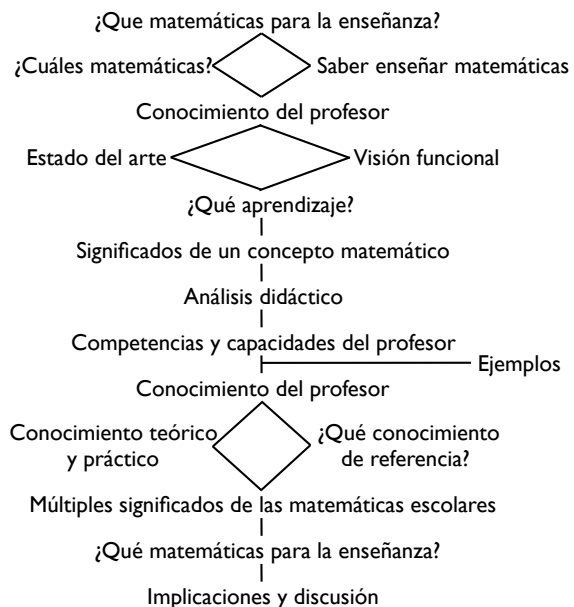 ¿Que matemáticas para la enseñanza?
¿Cuáles matemáticas?
Saber enseñar matemáticas
Conocimiento del profesor
Estado del arte
Visión funcional
¿Qué aprendizaje?
Significados de un concepto matemático
Análisis didáctico
Competencias y capacidades del profesor
Ejemplos
Conocimiento del profesor
Conocimiento teórico
y práctico
¿Qué conocimiento
de referencia?
Múltiples significados de las matemáticas escolares
¿Qué matemáticas para la enseñanza?
Implicaciones y discusión